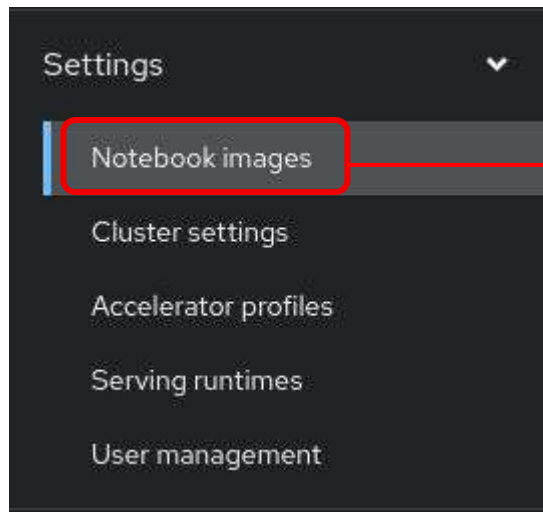 Settings
Notebook images
Cluster settings
Accelerator profiles
Serving runtimes
User management